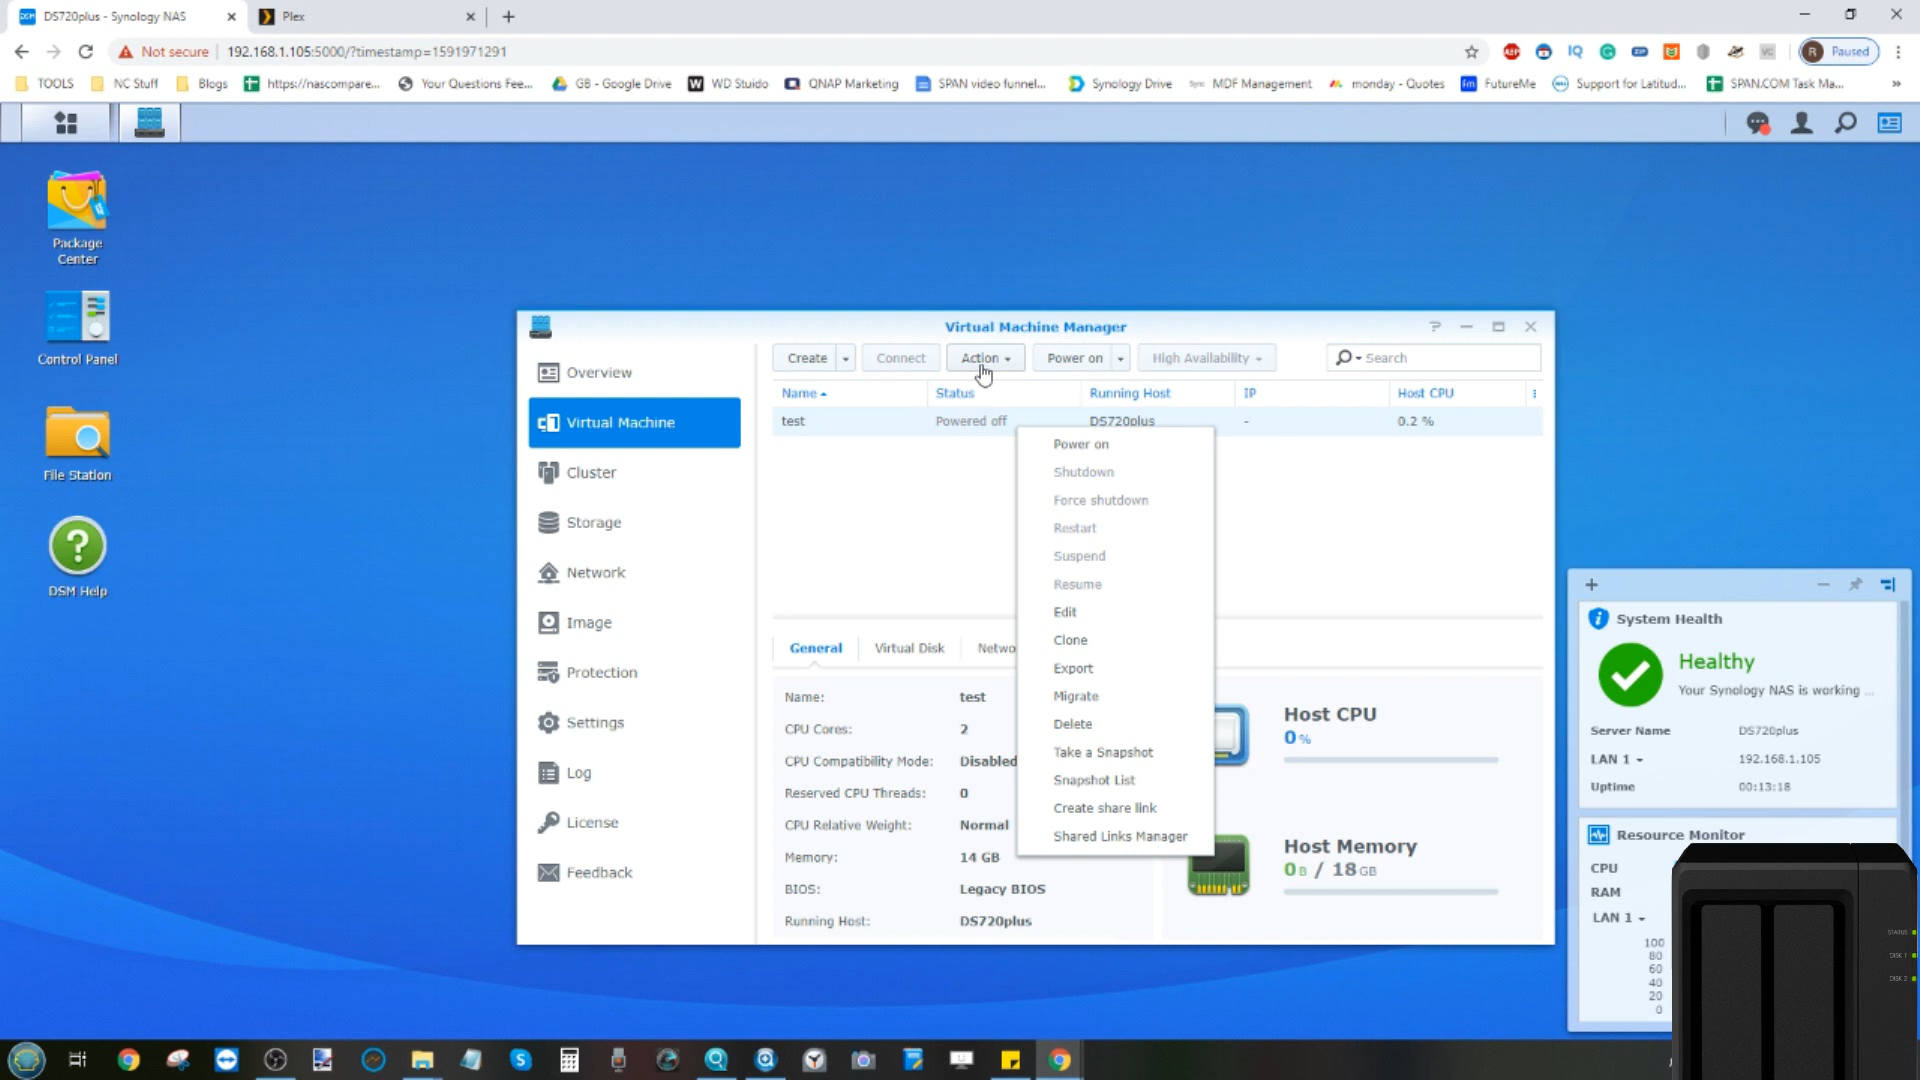 DS720plus - Synology NAS
Plex
Not secure
192.168.1.105:5000/?timestamp=1591971291
ABP
IQ
VC
R
Paused
TOOLS
NC Stuff
Blogs
https://nascompare...
Your Questions Fee...
GB - Google Drive
WD Stuido
QNAP Marketing
SPAN video funnel...
Synology Drive
MDF Management
monday - Quotes
FutureMe
Support for Latitud...
SPAN.COM Task Ma...
Package
Center
Control Panel
File Station
DSM Help
Virtual Machine Manager
Overview
Virtual Machine
Cluster
Storage
Network
Image
Protection
Settings
Log
License
Feedback
Create
Connect
Action
Power on
High Availability
Search
Name
Status
Running Host
IP
Host CPU
test
Powered off
DS720plus
-
0.2 %
Power on
Shutdown
Force shutdown
Restart
Suspend
Resume
Edit
Clone
Export
Migrate
Delete
Take a Snapshot
Snapshot List
Create share link
Shared Links Manager
General
Virtual Disk
Netwo
Name: test
CPU Cores: 2
CPU Compatibility Mode: Disabled
Reserved CPU Threads: 0
CPU Relative Weight: Normal
Memory: 14 GB
BIOS: Legacy BIOS
Running Host: DS720plus
Host CPU
0 %
Host Memory
0 B / 18 GB
System Health
Healthy
Your Synology NAS is working ...
Server Name DS720plus
LAN 1 192.168.1.105
Uptime 00:13:18
Resource Monitor
CPU
RAM
LAN 1
100
80
60
40
20
0
STATUS
DISK 1
DISK 2